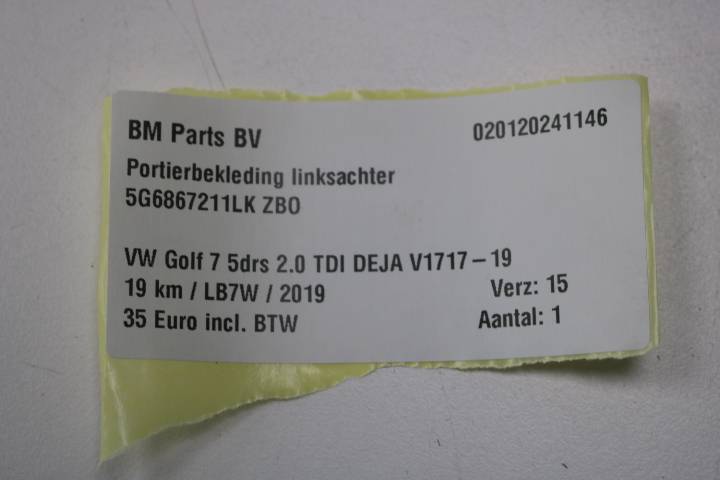 BM Parts BV 020120241146
Portierbekleding linksachter
5G6867211LK ZBO
VW Golf 7 5drs 2.0 TDI DEJA V1717-19
19 km / LB7W / 2019 Verz: 15
35 Euro incl. BTW Aantal: 1